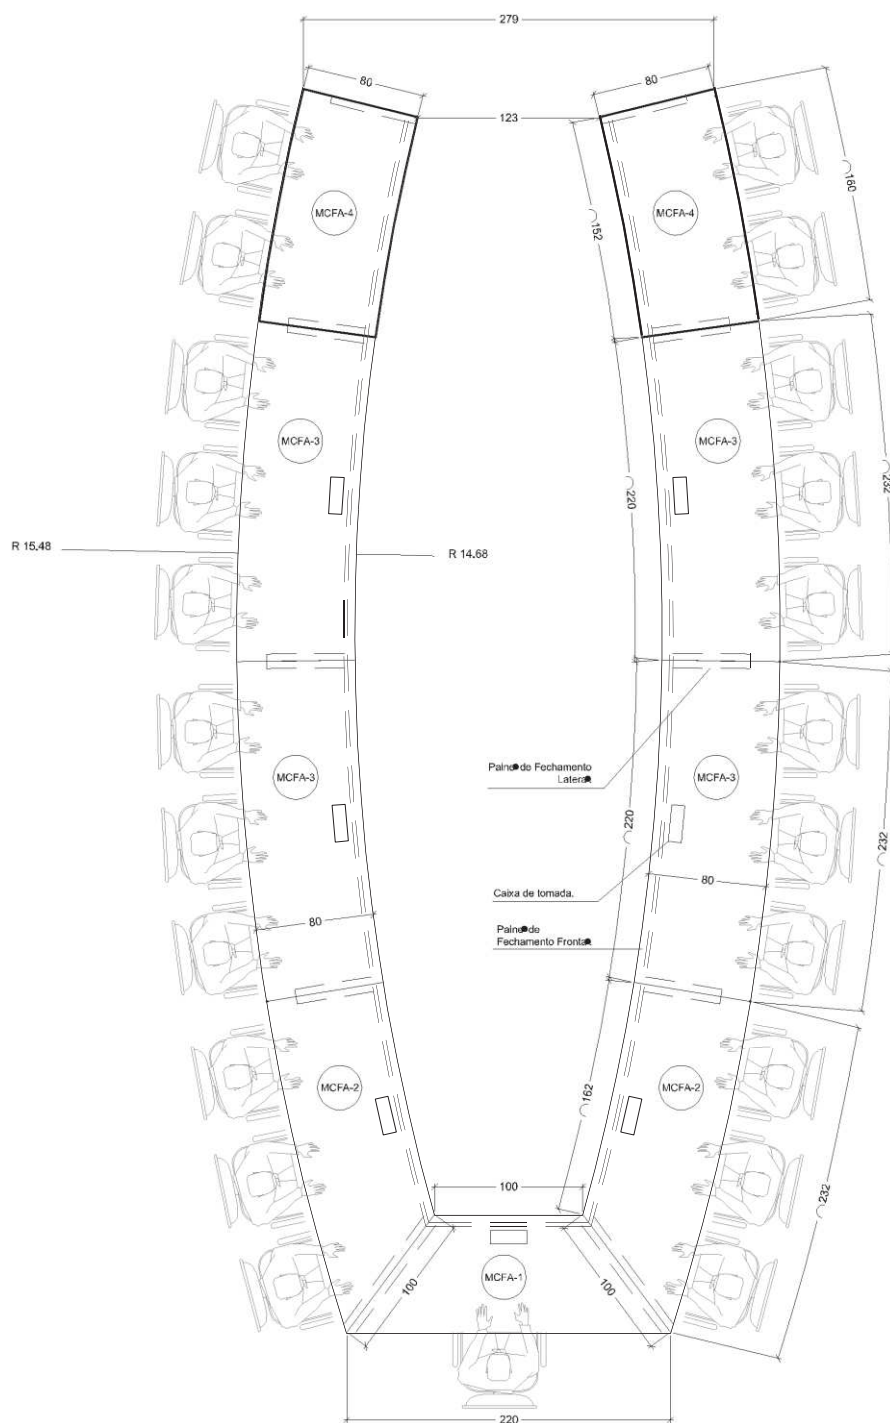 279
80
80
123
MCFA-4
MCFA-4
160
152
MCFA-3
MCFA-3
232
220
R 15.48
R 14.68
Painel de Fechamento
Lateral
MCFA-3
MCFA-3
220
232
80
Caixa de tomada.
80
Painel de
Fechamento Frontal
MCFA-2
MCFA-2
162
100
232
MCFA-1
100
100
220